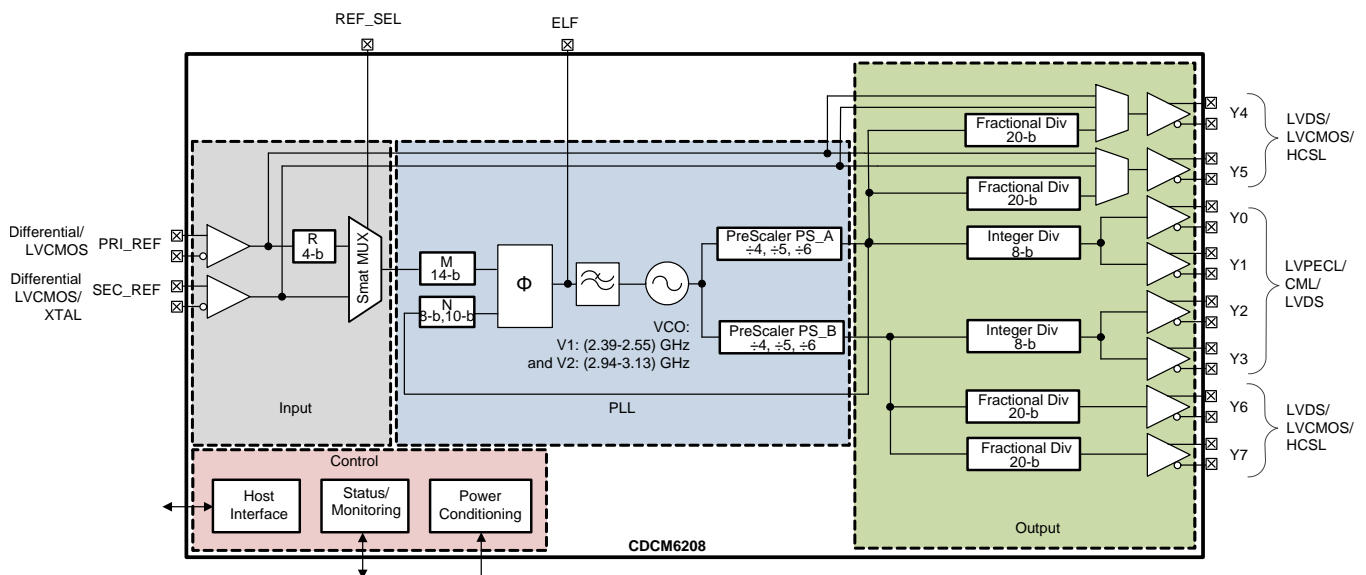 REF_SEL
ELF
Differential/
LVCMOS
PRI_REF
Differential
LVCMOS/
XTAL
SEC_REF
R
4-b
Smat MUX
Input
M
14-b
N
8-b,10-b
Φ
VCO:
V1: (2.39-2.55) GHz
and V2: (2.94-3.13) GHz
PreScaler PS_A
÷4, ÷5, ÷6
PreScaler PS_B
÷4, ÷5, ÷6
PLL
Fractional Div
20-b
Fractional Div
20-b
Integer Div
8-b
Integer Div
8-b
Fractional Div
20-b
Fractional Div
20-b
Output
Y4
Y5
LVDS/
LVCMOS/
HCSL
Y0
Y1
Y2
Y3
LVPECL/
CML/
LVDS
Y6
Y7
LVDS/
LVCMOS/
HCSL
Control
Host
Interface
Status/
Monitoring
Power
Conditioning
CDCM6208